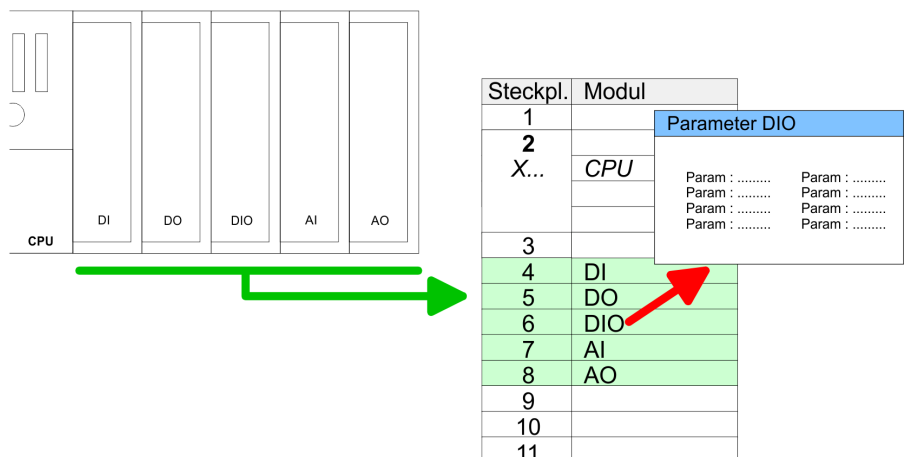 DI DO DIO AI AO
CPU
Steckpl. Modul
1
2
X... CPU
3
4 DI
5 DO
6 DIO
7 AI
8 AO
9
10
11
Parameter DIO
Param : ......... Param : .........
Param : ......... Param : .........
Param : ......... Param : .........
Param : ......... Param : .........